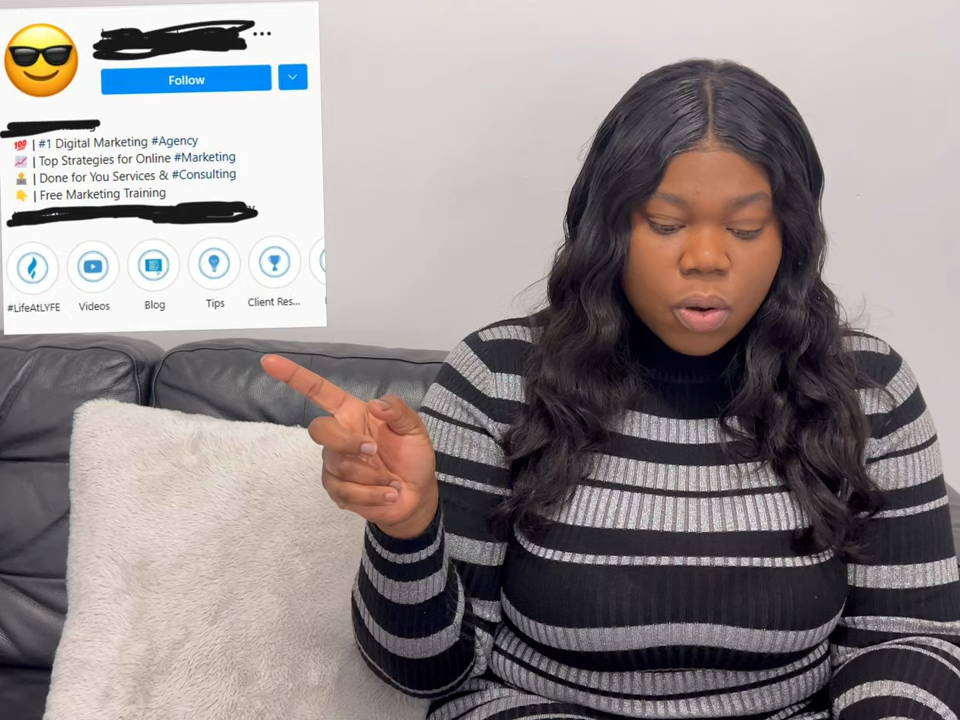 Follow
💯 | #1 Digital Marketing #Agency
📈 | Top Strategies for Online #Marketing
| Done for You Services & #Consulting
👇 | Free Marketing Training
#LifeAtLYFE Videos Blog Tips Client Res...